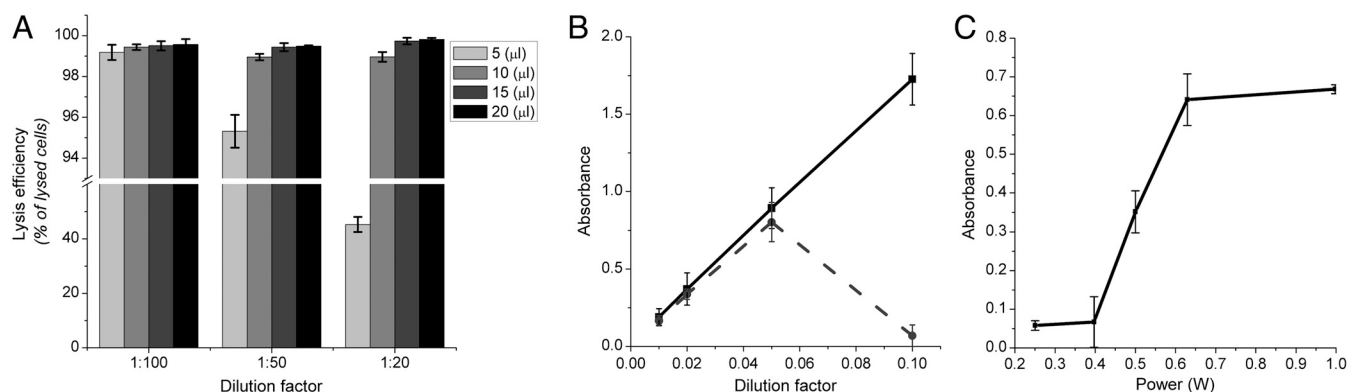 A
Lysis efficiency
(% of lysed cells)
100
98
96
94
40
20
0
1:100
1:50
1:20
Dilution factor
5 (µl)
10 (µl)
15 (µl)
20 (µl)
B
Absorbance
2.0
1.5
1.0
0.5
0.0
0.00 0.02 0.04 0.06 0.08 0.10
Dilution factor
C
Absorbance
0.8
0.7
0.6
0.5
0.4
0.3
0.2
0.1
0.0
0.2 0.3 0.4 0.5 0.6 0.7 0.8 0.9 1.0
Power (W)